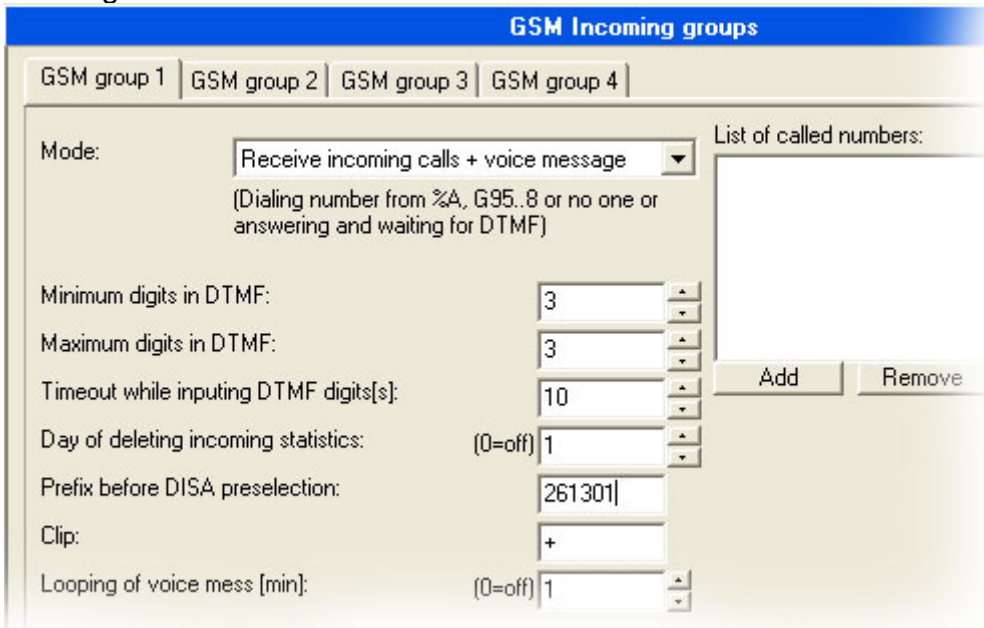 GSM Incoming groups
GSM group 1 GSM group 2 GSM group 3 GSM group 4
Mode: Receive incoming calls + voice message
(Dialing number from %A, G95..8 or no one or
answering and waiting for DTMF)
List of called numbers:
Minimum digits in DTMF: 3
Maximum digits in DTMF: 3
Timeout while inputing DTMF digits[s]: 10
Add Remove
Day of deleting incoming statistics: (0=off) 1
Prefix before DISA preselection: 261301
Clip: +
Looping of voice mess [min]: (0=off) 1